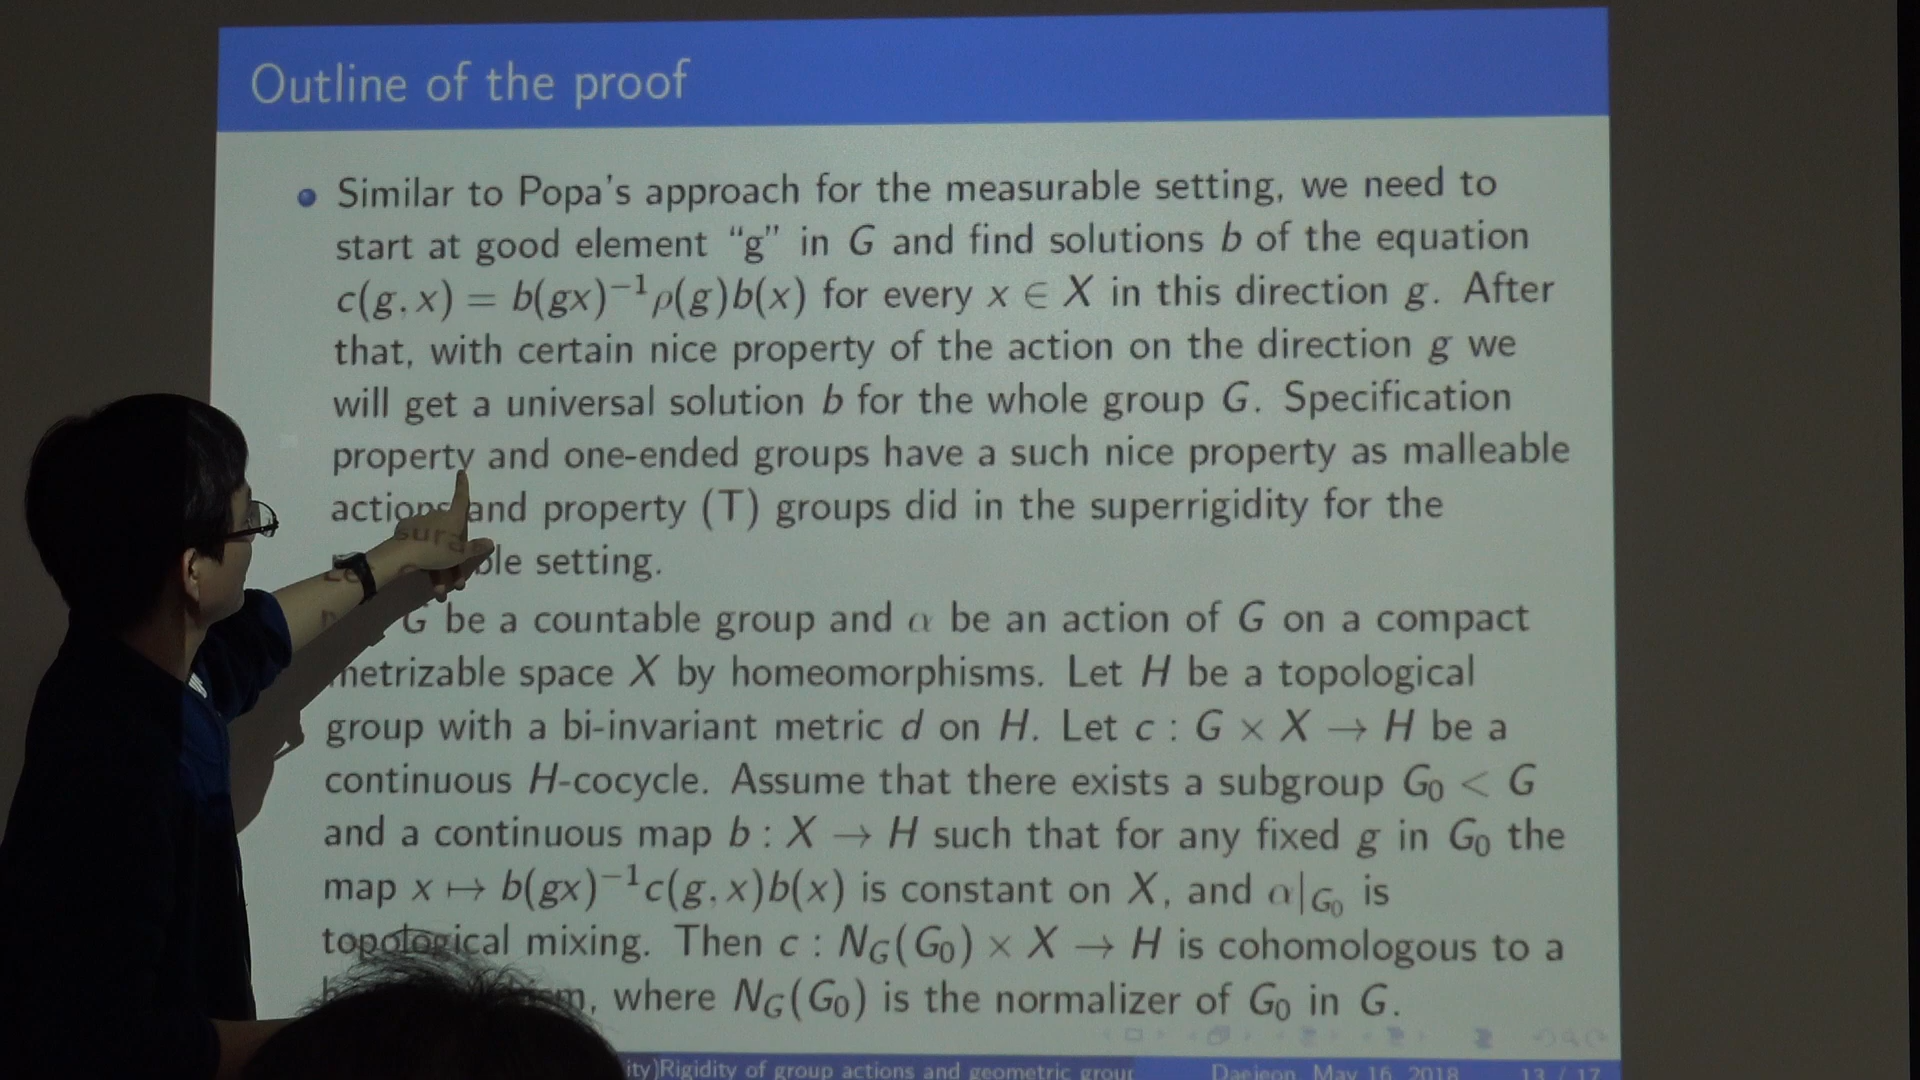 Outline of the proof
Similar to Popa's approach for the measurable setting, we need to
start at good element “g” in G and find solutions b of the equation
c(g, x) = b(gx)⁻¹ρ(g)b(x) for every x ∈ X in this direction g. After
that, with certain nice property of the action on the direction g we
will get a universal solution b for the whole group G. Specification
property and one-ended groups have a such nice property as malleable
actions and property (T) groups did in the superrigidity for the
setting.
G be a countable group and α be an action of G on a compact
metrizable space X by homeomorphisms. Let H be a topological
group with a bi-invariant metric d on H. Let c : G × X → H be a
continuous H-cocycle. Assume that there exists a subgroup G₀ < G
and a continuous map b : X → H such that for any fixed g in G₀ the
map x ↦ b(gx)⁻¹c(g, x)b(x) is constant on X, and α|G₀ is
topological mixing. Then c : N_G(G₀) × X → H is cohomologous to a
, where N_G(G₀) is the normalizer of G₀ in G.
ity)Rigidity of group actions and geometric group
Daejeon, May 16, 2018
13 / 17